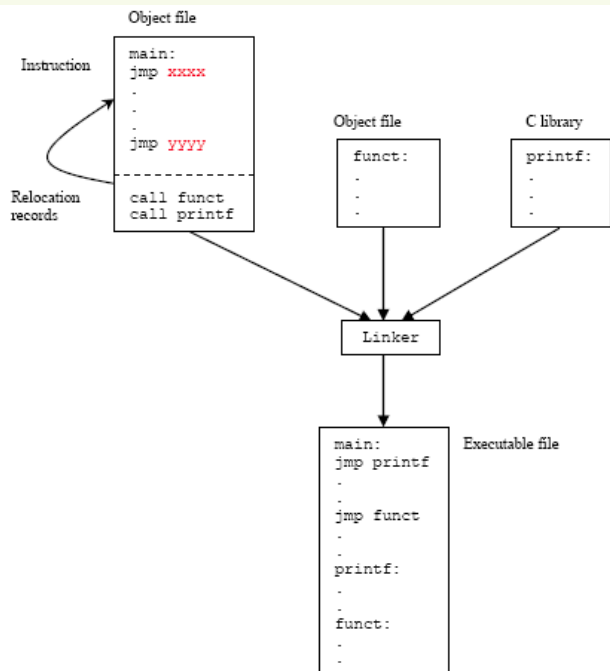 Object file
Instruction
main:
jmp xxxx
.
.
.
jmp yyyy
Relocation
records
call funct
call printf
Object file
funct:
.
.
.
C library
printf:
.
.
.
Linker
Executable file
main:
jmp printf
.
.
jmp funct
.
.
printf:
.
.
funct:
.
.